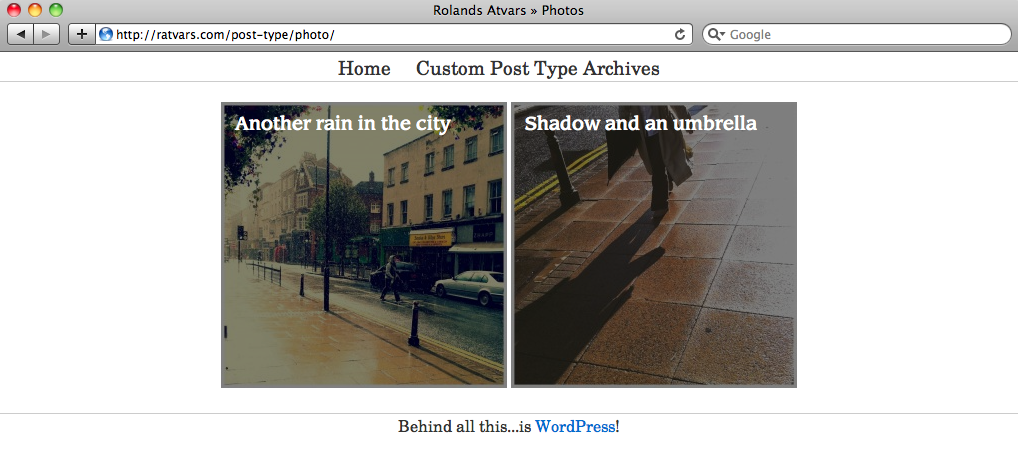 Rolands Atvars » Photos
http://ratvars.com/post-type/photo/
Google
Home Custom Post Type Archives
Another rain in the city
Shadow and an umbrella
Behind all this...is WordPress!